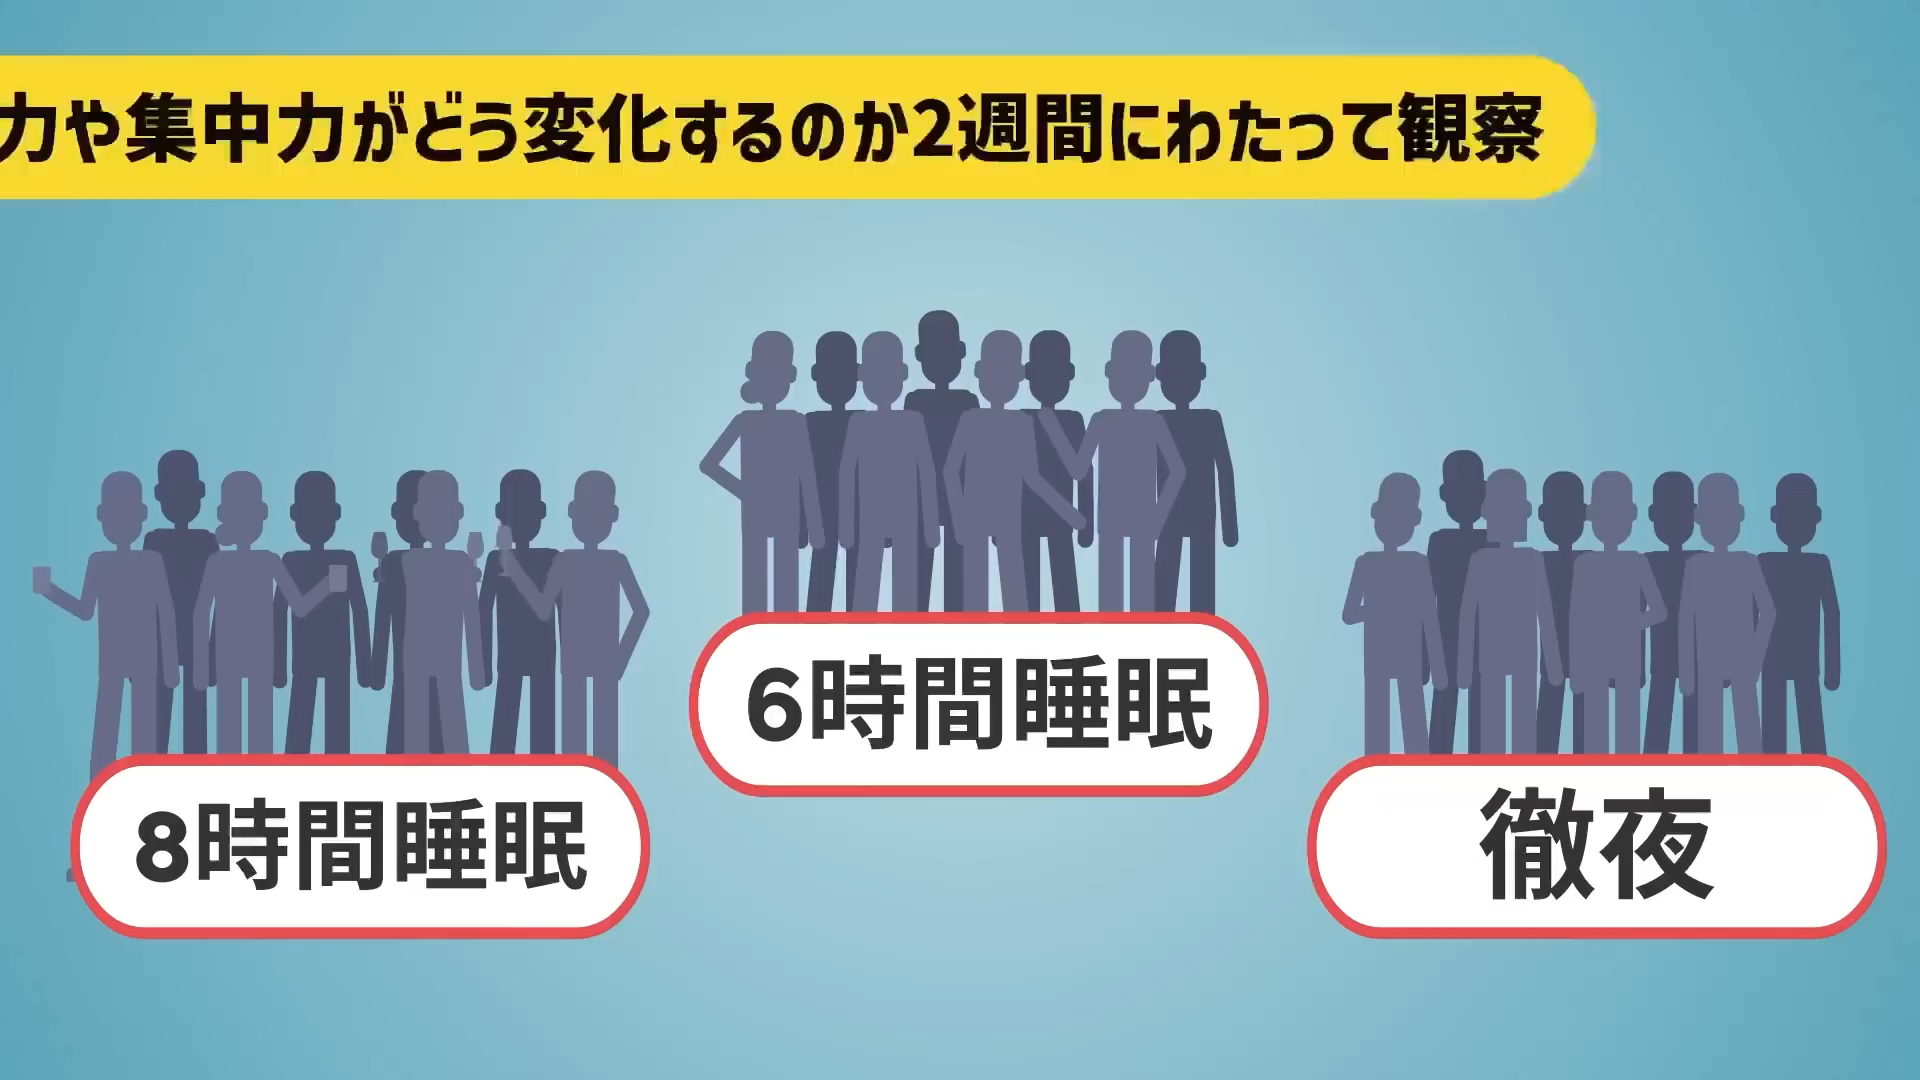 力や集中力がどう変化するのか2週間にわたって観察
6時間睡眠
8時間睡眠
徹夜